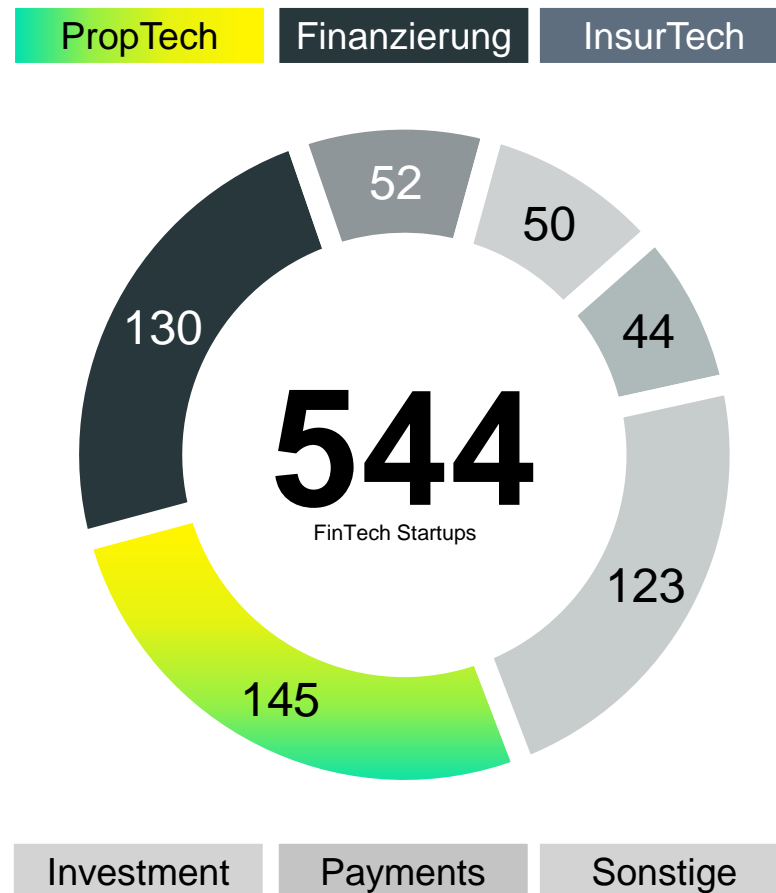 PropTech Finanzierung InsurTech
52
50
130
44
544
FinTech Startups
123
145
Investment Payments Sonstige